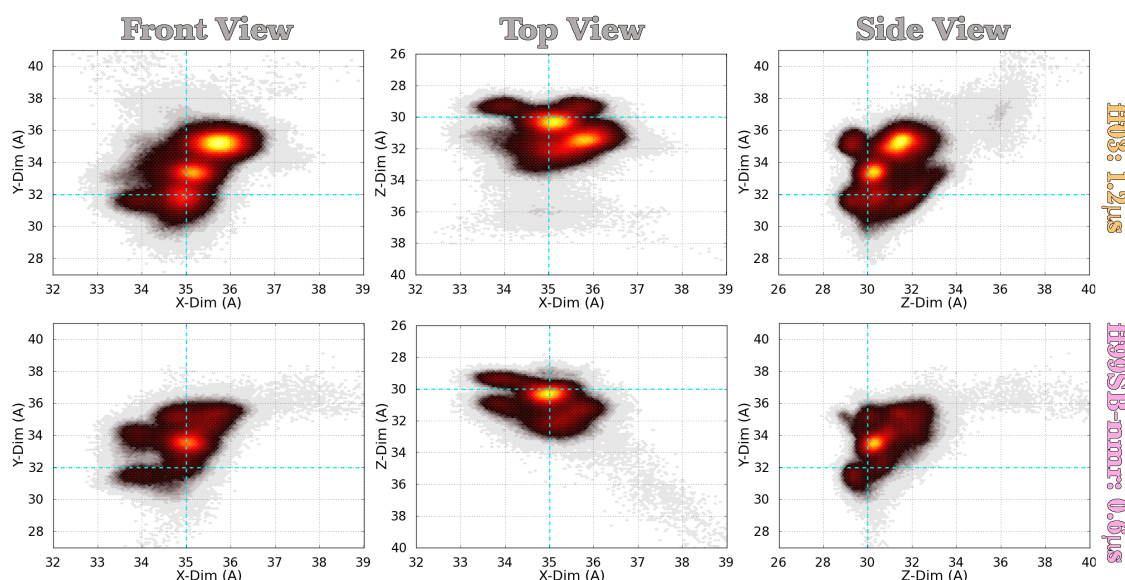 Front View
Top View
Side View
Y-Dim (A)
40
38
36
34
32
30
28
32 33 34 35 36 37 38 39
X-Dim (A)
Z-Dim (A)
26
28
30
32
34
36
38
40
32 33 34 35 36 37 38 39
X-Dim (A)
Y-Dim (A)
40
38
36
34
32
30
28
26 28 30 32 34 36 38 40
Z-Dim (A)
ff03: 1.2µs
Y-Dim (A)
40
38
36
34
32
30
28
32 33 34 35 36 37 38 39
X-Dim (A)
Z-Dim (A)
26
28
30
32
34
36
38
40
32 33 34 35 36 37 38 39
X-Dim (A)
Y-Dim (A)
40
38
36
34
32
30
28
26 28 30 32 34 36 38 40
Z-Dim (A)
ff99SB-nmr: 0.6µs